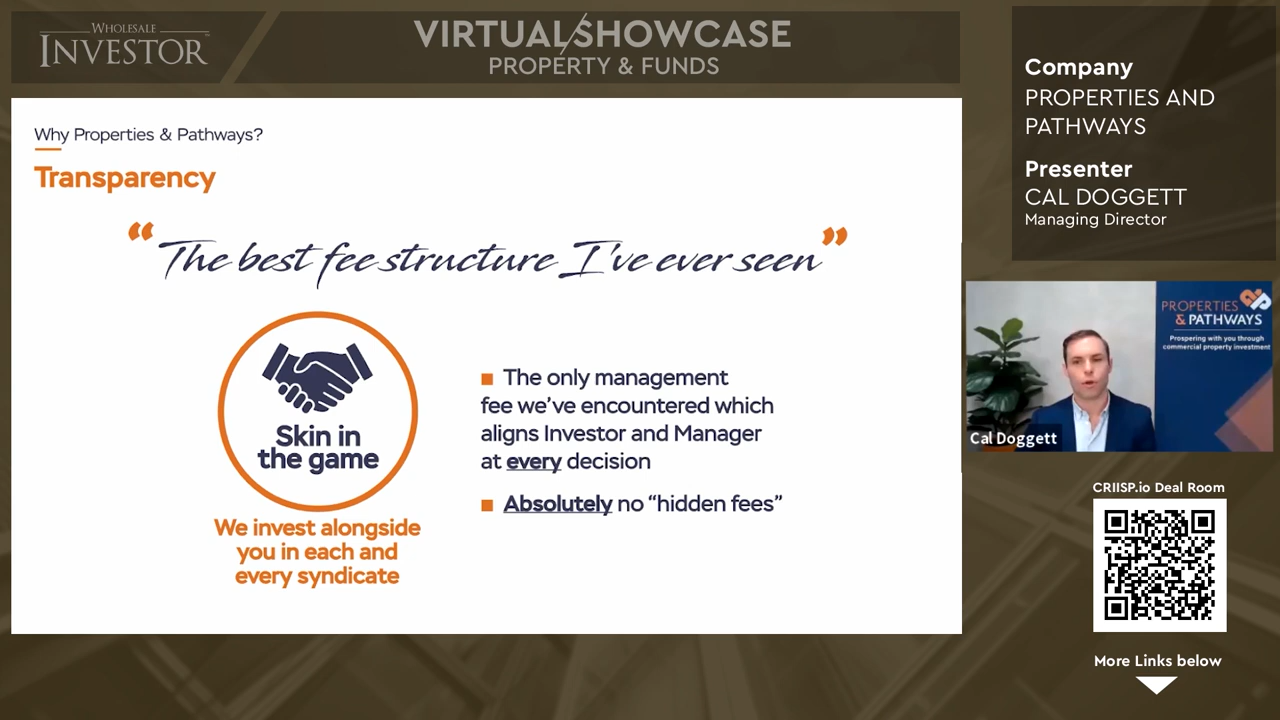 WHOLESALE
INVESTOR
VIRTUAL SHOWCASE
PROPERTY & FUNDS
Why Properties & Pathways?
Transparency
“The best fee structure I've ever seen”
Skin in
the game
We invest alongside
you in each and
every syndicate
■ The only management
fee we've encountered which
aligns Investor and Manager
at every decision
■ Absolutely no “hidden fees”
Company
PROPERTIES AND
PATHWAYS
Presenter
CAL DOGGETT
Managing Director
PROPERTIES
& PATHWAYS
Prospering with you through
commercial property investment
Cal Doggett
CRIISP.io Deal Room
More Links below